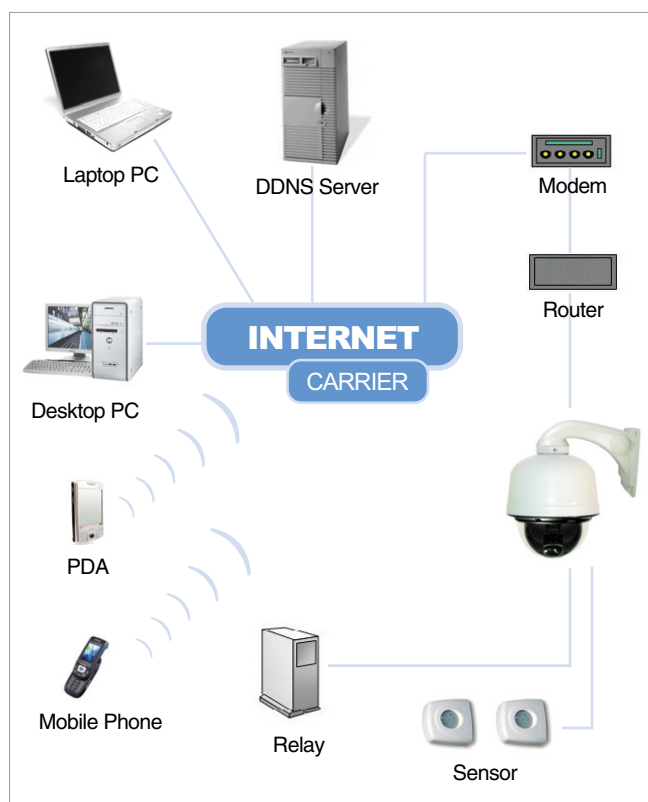 Laptop PC
DDNS Server
Modem
Router
INTERNET
CARRIER
Desktop PC
PDA
Mobile Phone
Relay
Sensor